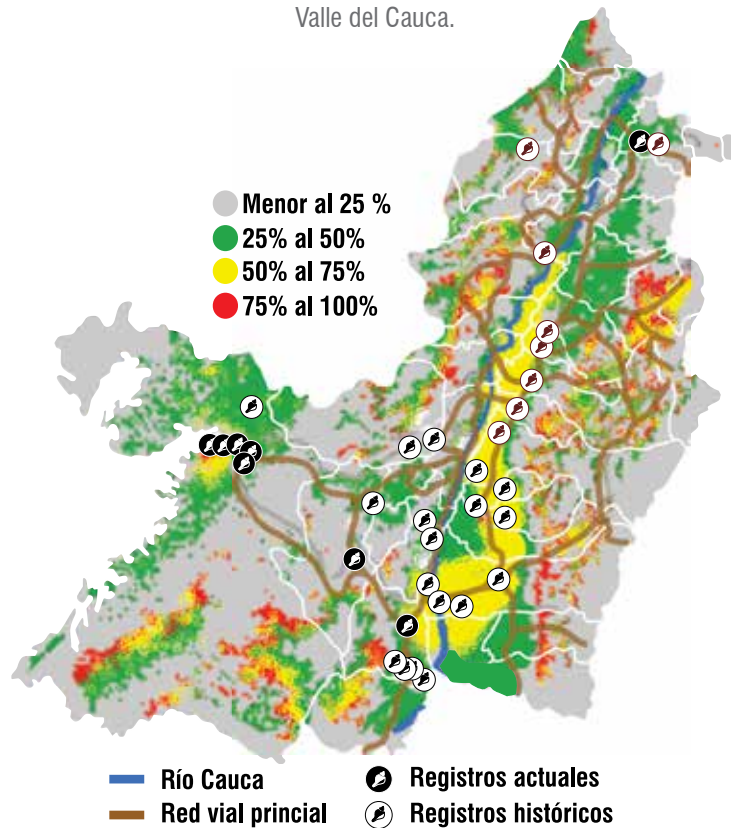 Valle del Cauca.
Menor al 25 %
25% al 50%
50% al 75%
75% al 100%
Río Cauca
Registros actuales
Red vial princial
Registros históricos